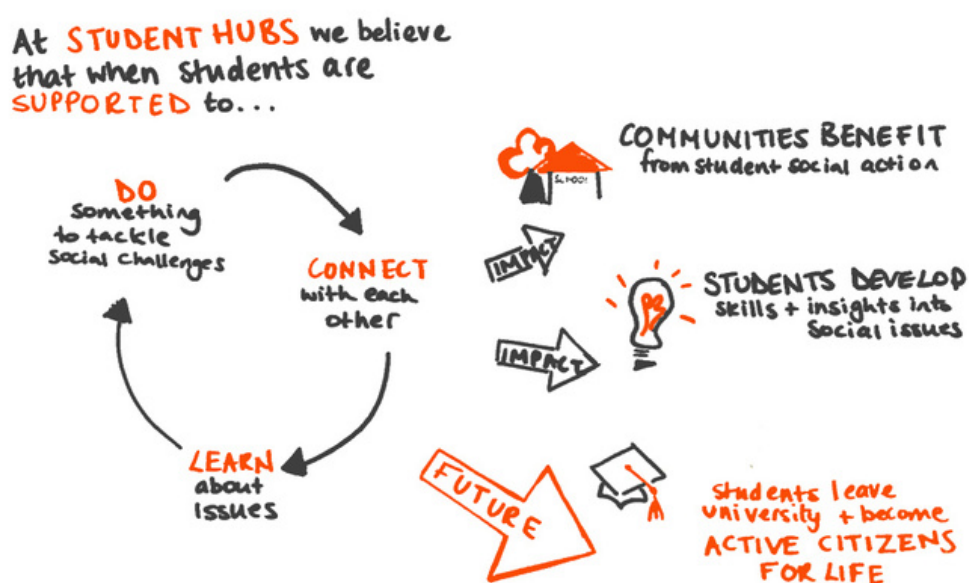 At STUDENT HUBS we believe
that when students are
SUPPORTED to...
DO
something
to tackle
social challenges
CONNECT
with each
other
LEARN
about
issues
IMPACT
SCHOOL
COMMUNITIES BENEFIT
from student social action
IMPACT
STUDENTS DEVELOP
skills + insights into
social issues
FUTURE
students leave
university + become
ACTIVE CITIZENS
FOR LIFE